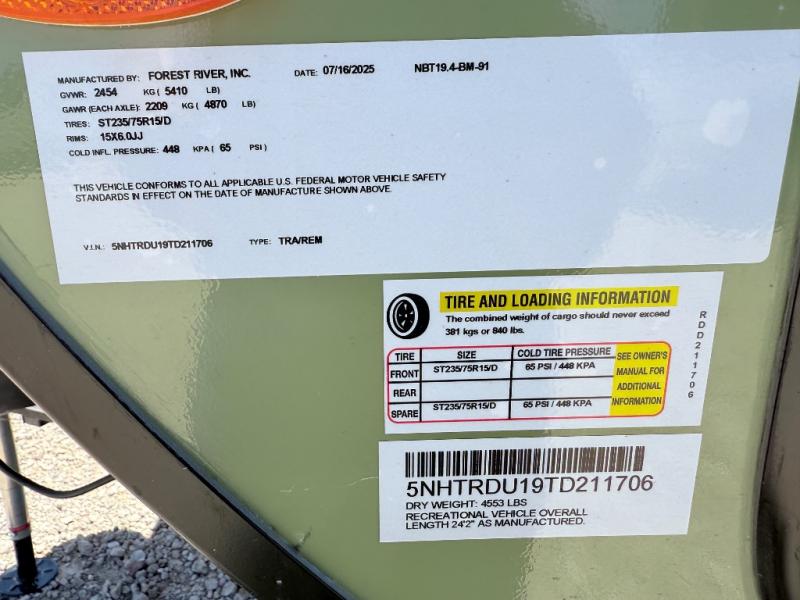 MANUFACTURED BY: FOREST RIVER, INC. DATE: 07/16/2025 NBT19.4-BM-91
GVWR: 2454 KG ( 5410 LB)
GAWR (EACH AXLE): 2209 KG ( 4870 LB)
TIRES: ST235/75R15/D
RIMS: 15X6.0JJ
COLD INFL. PRESSURE: 448 KPA ( 65 PSI )
THIS VEHICLE CONFORMS TO ALL APPLICABLE U.S. FEDERAL MOTOR VEHICLE SAFETY
STANDARDS IN EFFECT ON THE DATE OF MANUFACTURE SHOWN ABOVE.
V.I.N.: 5NHTRDU19TD211706 TYPE: TRA/REM
TIRE AND LOADING INFORMATION
The combined weight of cargo should never exceed
381 kgs or 840 lbs.
TIRE SIZE COLD TIRE PRESSURE
FRONT ST235/75R15/D 65 PSI / 448 KPA
REAR
SPARE ST235/75R15/D 65 PSI / 448 KPA
SEE OWNER'S
MANUAL FOR
ADDITIONAL
INFORMATION
RDD211706
5NHTRDU19TD211706
DRY WEIGHT: 4553 LBS
RECREATIONAL VEHICLE OVERALL
LENGTH 24'2" AS MANUFACTURED.